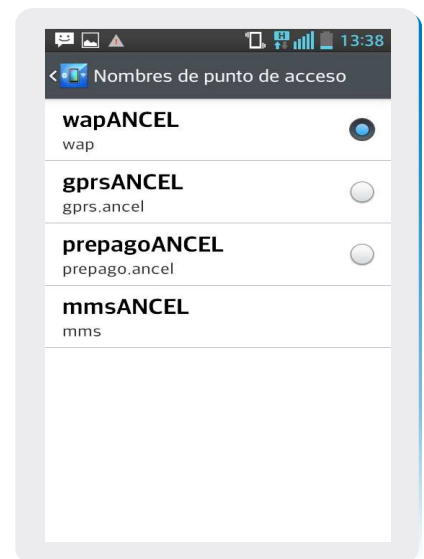 H
13:38
Nombres de punto de acceso
wapANCEL
wap
gprsANCEL
gprs.ancel
prepagoANCEL
prepago.ancel
mmsANCEL
mms